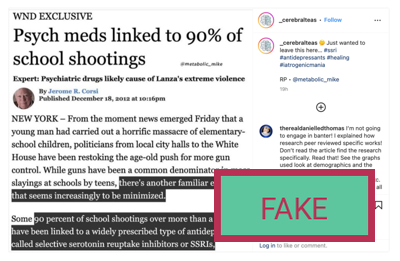 WND EXCLUSIVE
Psych meds linked to 90% of
school shootings
@metabolic_mike
Expert: Psychiatric drugs likely cause of Lanza's extreme violence
By Jerome R. Corsi
Published December 18, 2012 at 10:16pm
NEW YORK – From the moment news emerged Friday that a
young man had carried out a horrific massacre of elementary-
school children, politicians from local city halls to the White
House have been restoking the age-old push for more gun
control. While guns have been a common denominator in
slayings at schools by teens, there's another familiar
that seems increasingly to be minimized.
Some 90 percent of school shootings over more than a
have been linked to a widely prescribed type of
called selective serotonin reuptake inhibitors or SSRIs,
_cerebralteas • Follow
_cerebralteas Just wanted
to leave this here... #ssri
#antidepressants #healing
#iatrogenicmania
RP • @metabolic_mike
therealdanielledthomas I'm not going
to engage in banter! I explained how
research peer reviewed specific works!
Don't read the article find the research
specifically. Read that! See the graphs
used look at demographics and the
all
FAKE
Log in to like or comment.